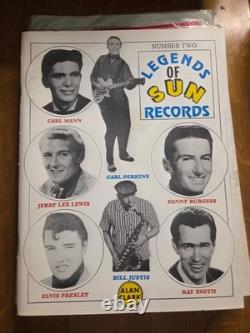 NUMBER TWO
LEGENDS
OF
SUN
RECORDS
CARL MANN
CARL PERKINS
JERRY LEE LEWIS
SONNY BURGESS
ELVIS PRESLEY
BILL JUSTIS
RAY SMITH
ALAN
CLARK